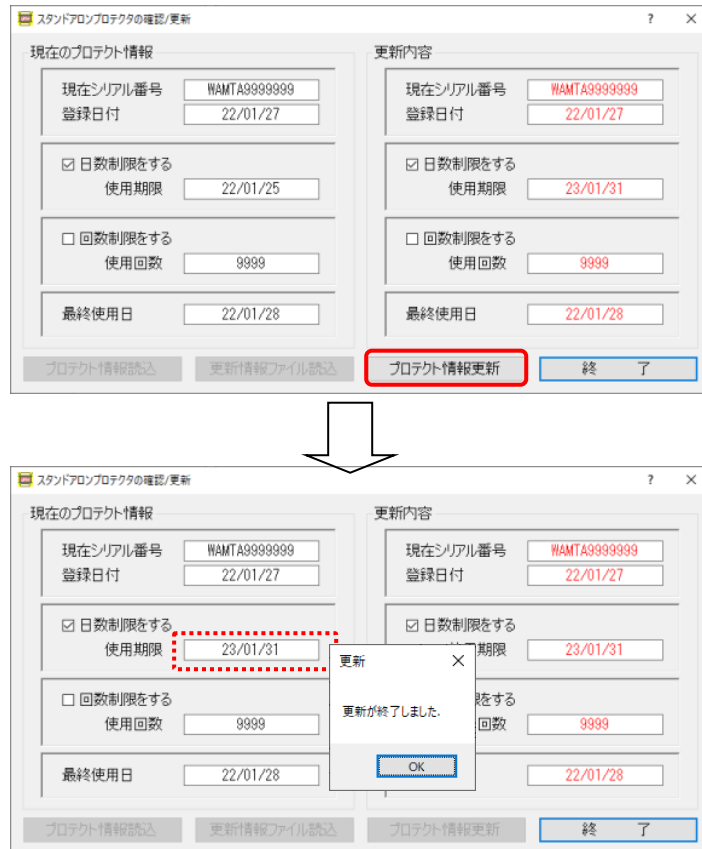 スタンドアロンプロテクタの確認/更新 ? ×
現在のプロテクト情報
現在シリアル番号 WAMTA9999999
登録日付 22/01/27
☑ 日数制限をする
使用期限 22/01/25
☐ 回数制限をする
使用回数 9999
最終使用日 22/01/28
更新内容
現在シリアル番号 WAMTA9999999
登録日付 22/01/27
☑ 日数制限をする
使用期限 23/01/31
☐ 回数制限をする
使用回数 9999
最終使用日 22/01/28
プロテクト情報読込 更新情報ファイル読込 プロテクト情報更新 終 了
スタンドアロンプロテクタの確認/更新 ? ×
現在のプロテクト情報
現在シリアル番号 WAMTA9999999
登録日付 22/01/27
☑ 日数制限をする
使用期限 23/01/31
☐ 回数制限をする
使用回数 9999
最終使用日 22/01/28
更新内容
現在シリアル番号 WAMTA9999999
登録日付 22/01/27
☑ 日数制限をする
期限 23/01/31
限をする
回数 9999
22/01/28
更新 ×
更新が終了しました.
OK
プロテクト情報読込 更新情報ファイル読込 プロテクト情報更新 終 了